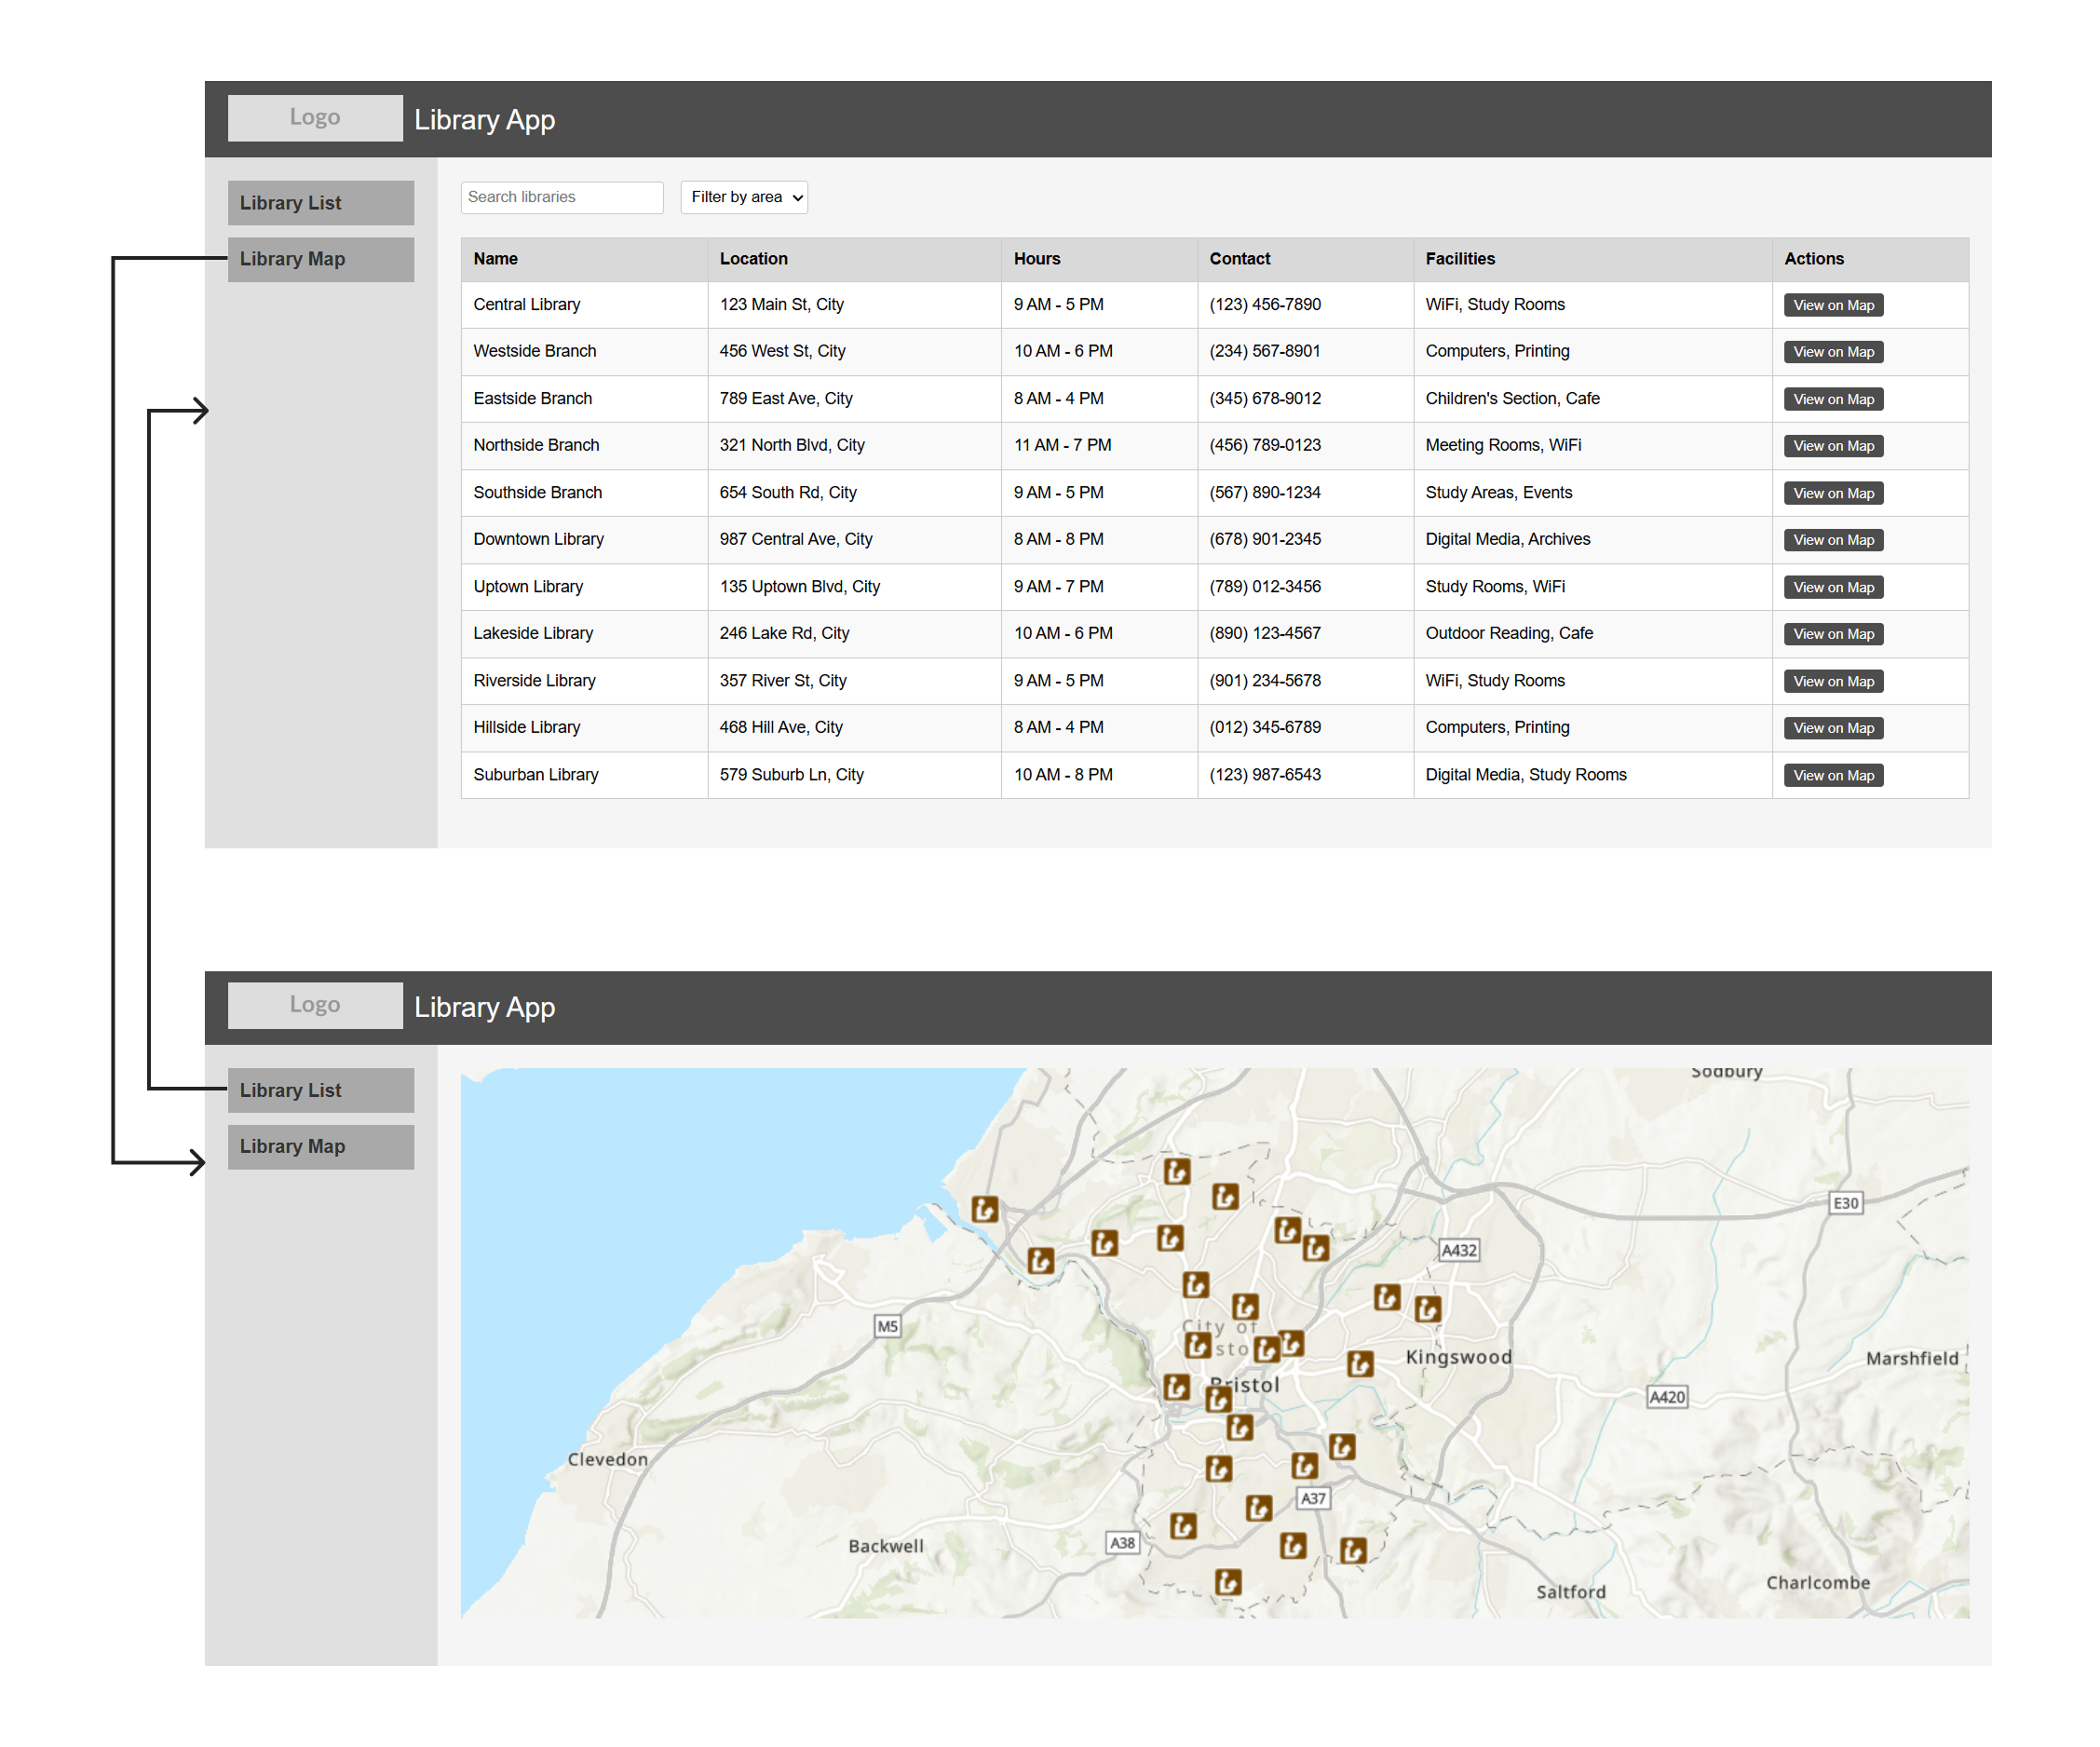 Logo
Library App
Library List
Library Map
Search libraries
Filter by area
Name Location Hours Contact Facilities Actions
Central Library 123 Main St, City 9 AM - 5 PM (123) 456-7890 WiFi, Study Rooms View on Map
Westside Branch 456 West St, City 10 AM - 6 PM (234) 567-8901 Computers, Printing View on Map
Eastside Branch 789 East Ave, City 8 AM - 4 PM (345) 678-9012 Children's Section, Cafe View on Map
Northside Branch 321 North Blvd, City 11 AM - 7 PM (456) 789-0123 Meeting Rooms, WiFi View on Map
Southside Branch 654 South Rd, City 9 AM - 5 PM (567) 890-1234 Study Areas, Events View on Map
Downtown Library 987 Central Ave, City 8 AM - 8 PM (678) 901-2345 Digital Media, Archives View on Map
Uptown Library 135 Uptown Blvd, City 9 AM - 7 PM (789) 012-3456 Study Rooms, WiFi View on Map
Lakeside Library 246 Lake Rd, City 10 AM - 6 PM (890) 123-4567 Outdoor Reading, Cafe View on Map
Riverside Library 357 River St, City 9 AM - 5 PM (901) 234-5678 WiFi, Study Rooms View on Map
Hillside Library 468 Hill Ave, City 8 AM - 4 PM (012) 345-6789 Computers, Printing View on Map
Suburban Library 579 Suburb Ln, City 10 AM - 8 PM (123) 987-6543 Digital Media, Study Rooms View on Map
Logo
Library App
Library List
Library Map
Sodbury
E30
A432
M5
City of
Kingswood
Marshfield
Bristol
A420
Clevedon
A37
A38
Backwell
Charlcombe
Saltford